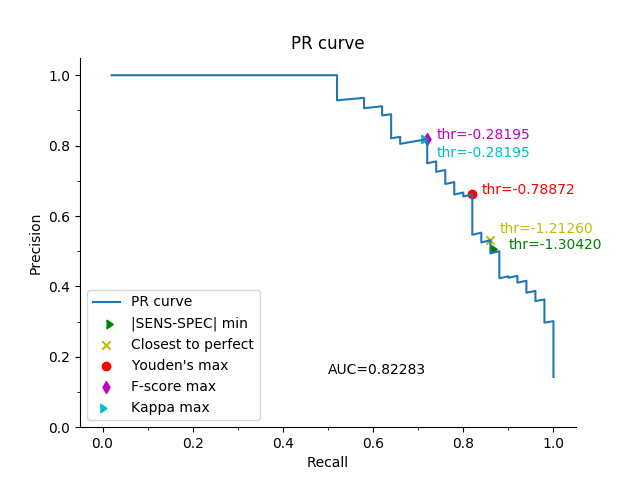 PR curve
1.0
0.8
0.6
0.4
0.2
0.0
Precision
thr=-0.28195
thr=-0.28195
thr=-0.78872
thr=-1.21260
thr=-1.30420
PR curve
|SENS-SPEC| min
Closest to perfect
Youden's max
F-score max
Kappa max
AUC=0.82283
0.0 0.2 0.4 0.6 0.8 1.0
Recall